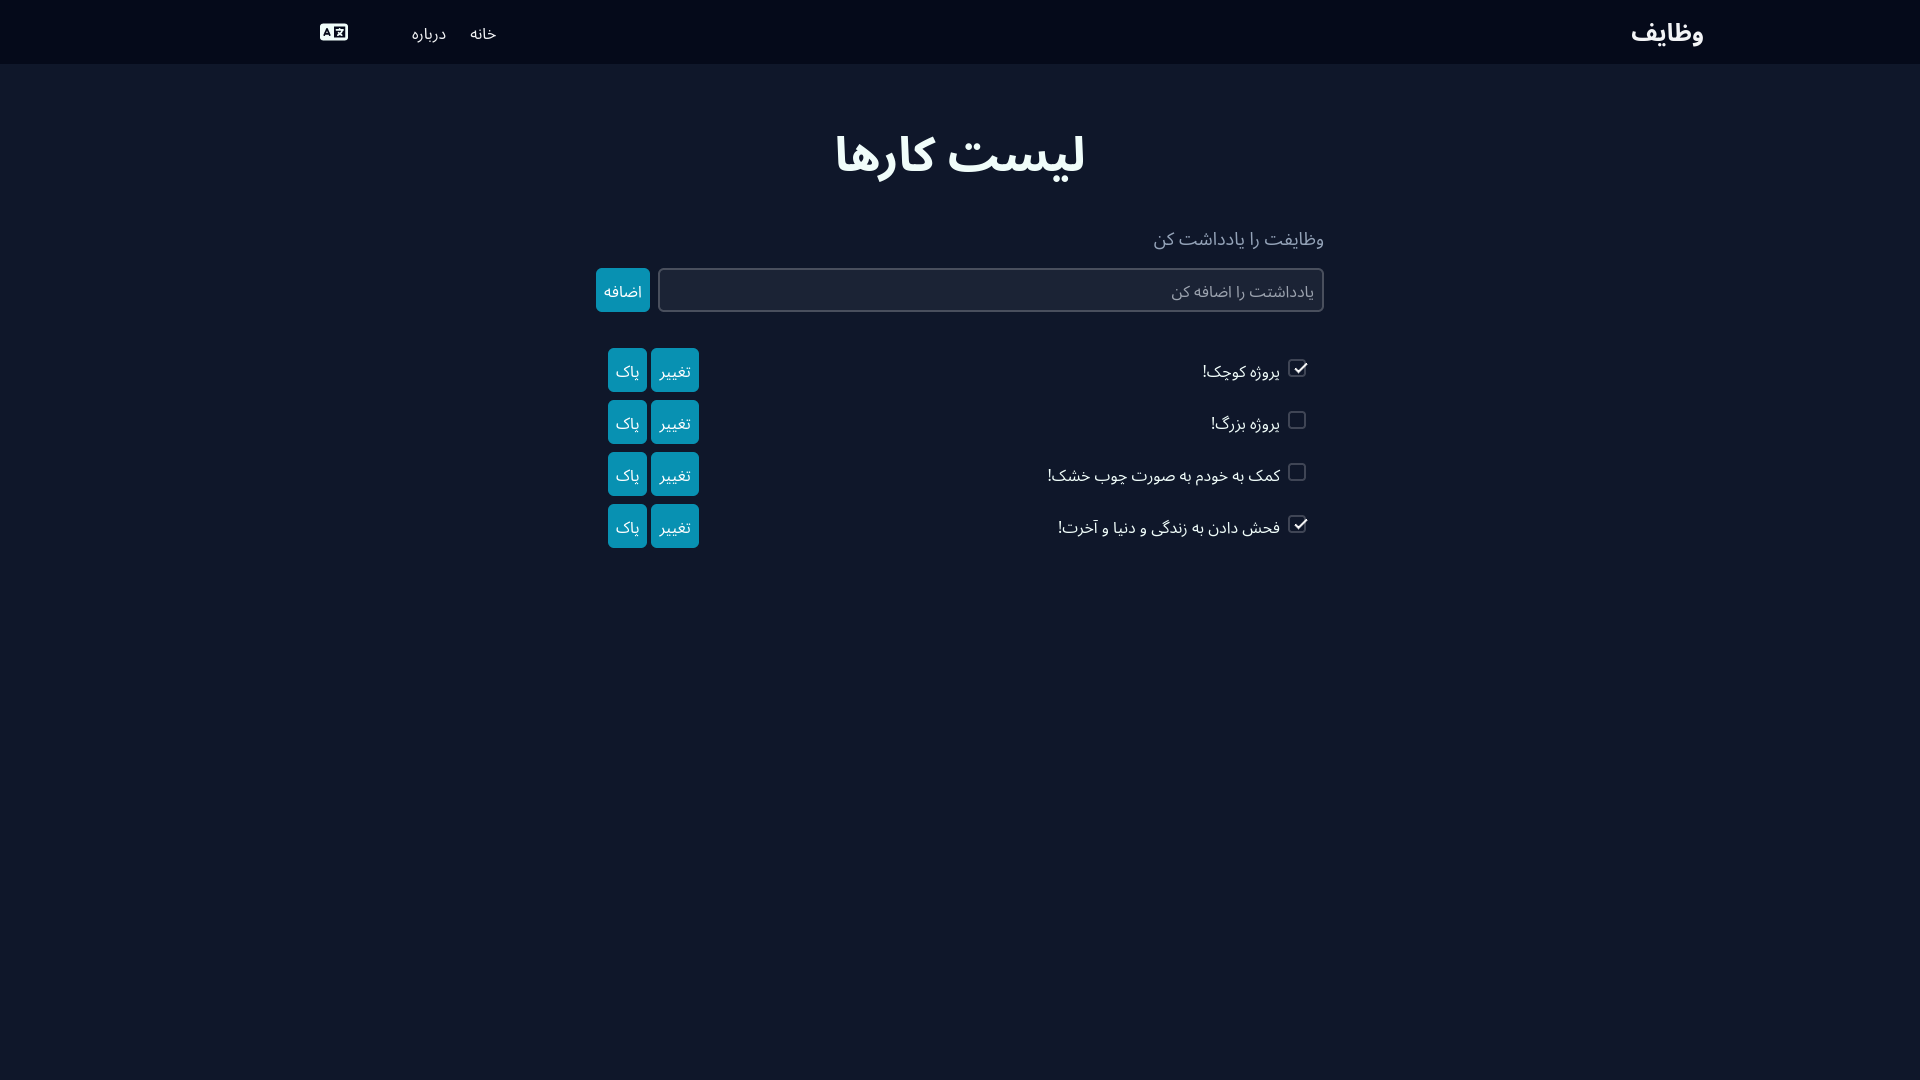 وظایف
خانه
درباره
لیست کارها
وظایفت را یادداشت کن
یادداشتت را اضافه کن
اضافه
پروژه کوچک!
تغییر
پاک
پروژه بزرگ!
تغییر
پاک
کمک به خودم به صورت چوب خشک!
تغییر
پاک
فحش دادن به زندگی و دنیا و آخرت!
تغییر
پاک